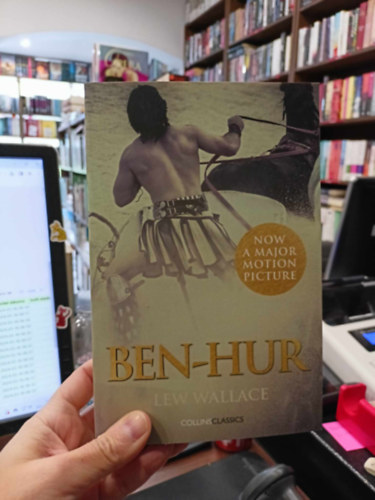 NOW
A MAJOR
MOTION
PICTURE
BEN-HUR
LEW WALLACE
COLLINS CLASSICS